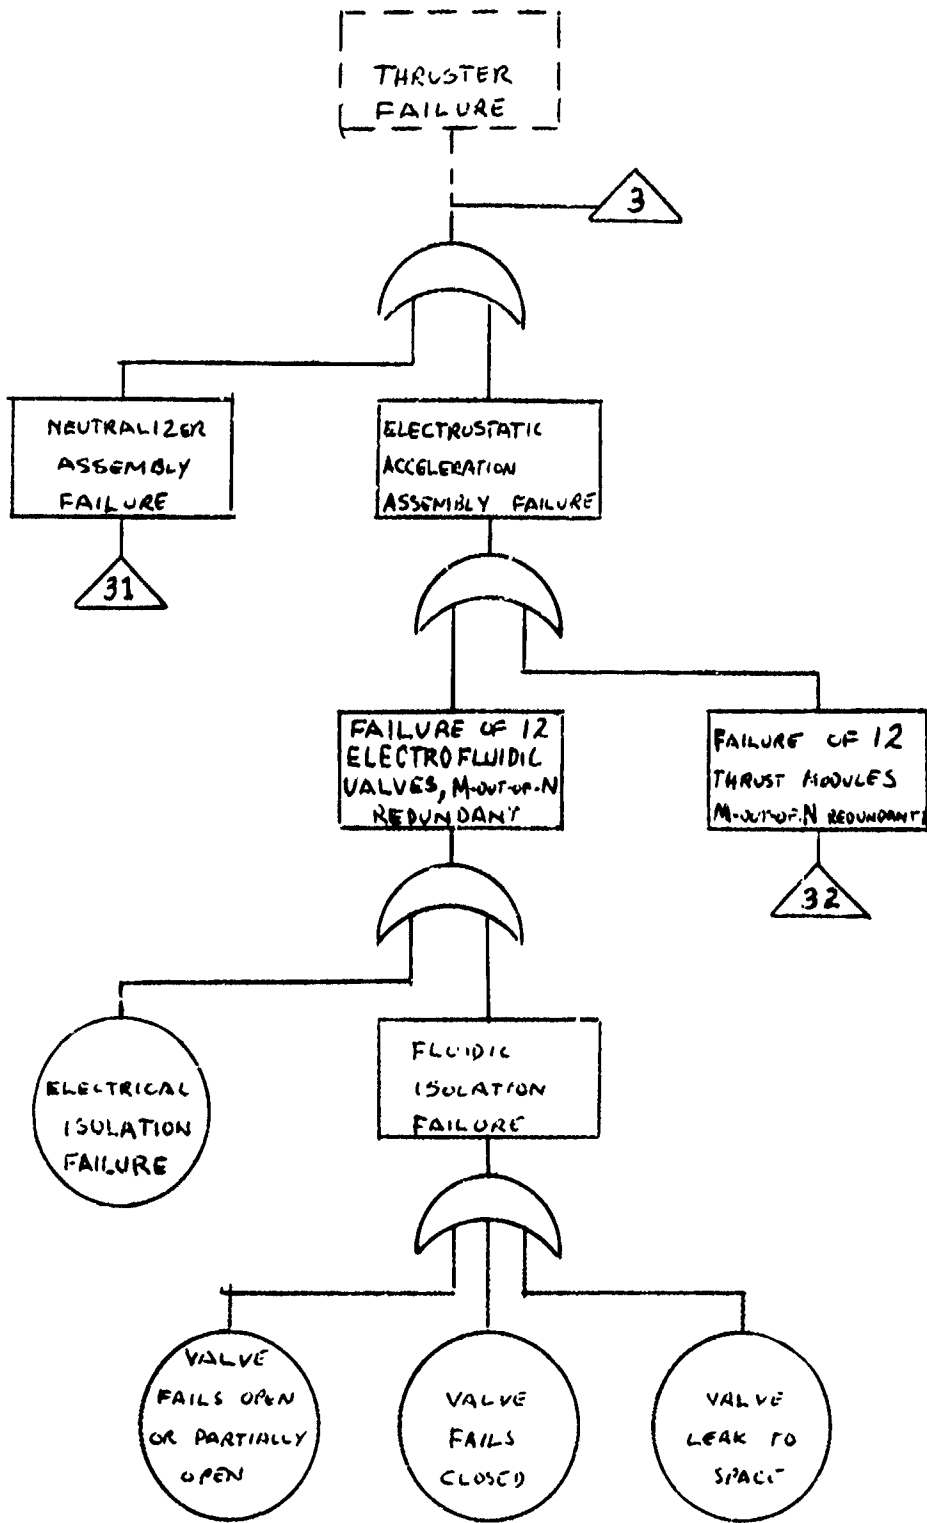 THRUSTER
FAILURE
3
NEUTRALIZER
ASSEMBLY
FAILURE
ELECTROSTATIC
ACCELERATION
ASSEMBLY FAILURE
31
FAILURE OF 12
ELECTROFLUIDIC
VALVES, M-OUT-OF-N
REDUNDANT
FAILURE OF 12
THRUST MODULES
M-OUT-OF-N REDUNDANT
32
ELECTRICAL
ISOLATION
FAILURE
FLUIDIC
ISOLATION
FAILURE
VALVE
FAILS OPEN
OR PARTIALLY
OPEN
VALVE
FAILS
CLOSED
VALVE
LEAK TO
SPACE